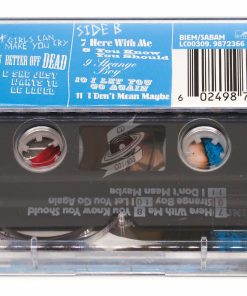 GIRLS CAN
MAKE YOU CRY
BETTER OFF DEAD
6 SHE JUST
WANTS TO
BE LOVED
SIDE B
7 Here With Me
8 You Know
You Should
9 Strange
Boy
10 I LET YOU
GO AGAIN
11 I Don't Mean Maybe
BIEM/SABAM
LC00309. 9872366
6 02498
7 Here With Me 8 You Know You Should
9 Strange Boy 10 I Let You Go Again
11 I Don't Mean Maybe